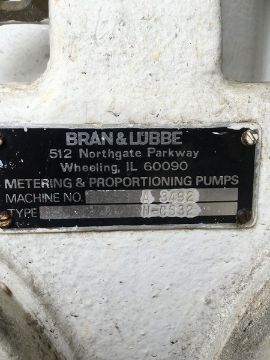 BRAN & LÜBBE
512 Northgate Parkway
Wheeling, IL 60090
METERING & PROPORTIONING PUMPS
MACHINE NO.
TYPE